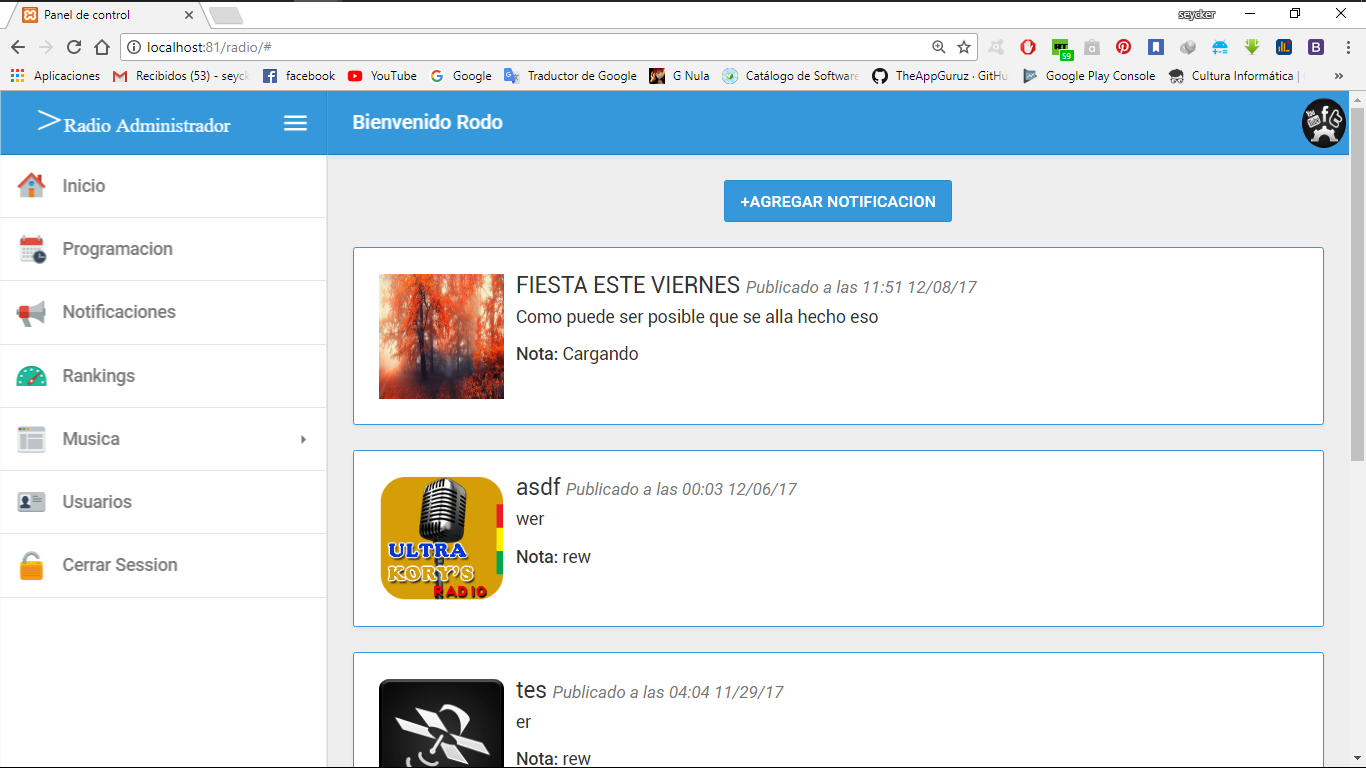 Panel de control
seycker
localhost:81/radio/#
59
Aplicaciones
Recibidos (53) - seyck
facebook
YouTube
Google
Traductor de Google
G Nula
Catálogo de Software
TheAppGuruz · GitHu
Google Play Console
Cultura Informática |
>Radio Administrador
Bienvenido Rodo
Inicio
Programacion
Notificaciones
Rankings
Musica
Usuarios
Cerrar Session
+AGREGAR NOTIFICACION
FIESTA ESTE VIERNES Publicado a las 11:51 12/08/17
Como puede ser posible que se alla hecho eso
Nota: Cargando
ULTRA
KORY'S
RADIO
asdf Publicado a las 00:03 12/06/17
wer
Nota: rew
tes Publicado a las 04:04 11/29/17
er
Nota: rew